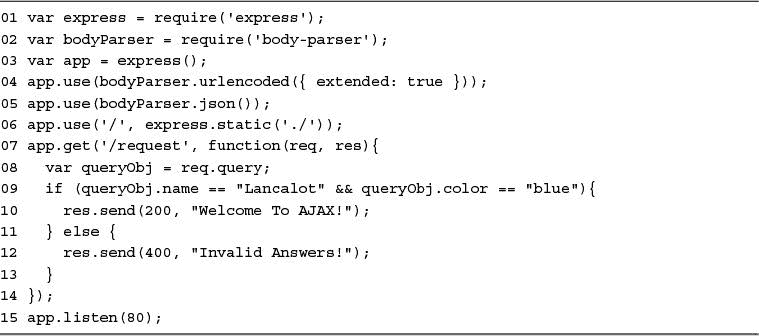 01 var express = require('express');
02 var bodyParser = require('body-parser');
03 var app = express();
04 app.use(bodyParser.urlencoded({ extended: true }));
05 app.use(bodyParser.json());
06 app.use('/', express.static('./'));
07 app.get('/request', function(req, res){
08   var queryObj = req.query;
09   if (queryObj.name == "Lancalot" && queryObj.color == "blue"){
10     res.send(200, "Welcome To AJAX!");
11   } else {
12     res.send(400, "Invalid Answers!");
13   }
14 });
15 app.listen(80);